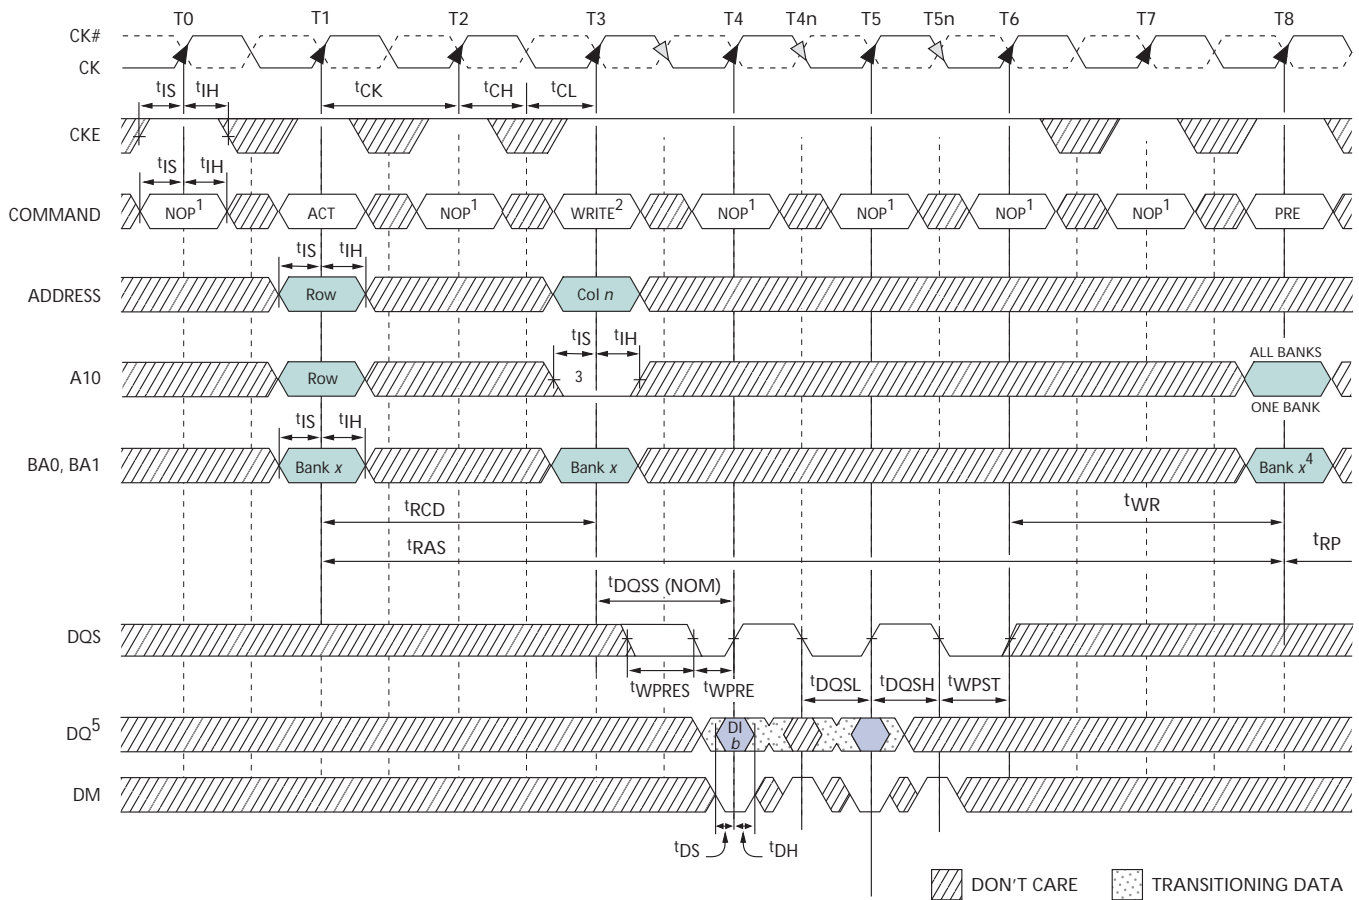 T0 T1 T2 T3 T4 T4n T5 T5n T6 T7 T8
CK#
CK
tIS tIH tCK tCH tCL
CKE
tIS tIH
COMMAND NOP1 ACT NOP1 WRITE2 NOP1 NOP1 NOP1 NOP1 PRE
tIS tIH
ADDRESS Row Col n
tIS tIH ALL BANKS
A10 Row 3
ONE BANK
tIS tIH
BA0, BA1 Bank x Bank x Bank x4
tRCD tWR
tRAS tRP
tDQSS (NOM)
DQS
tWPRES tWPRE tDQSL tDQSH tWPST
DQ5 DI
b
DM
tDS tDH
DON'T CARE TRANSITIONING DATA